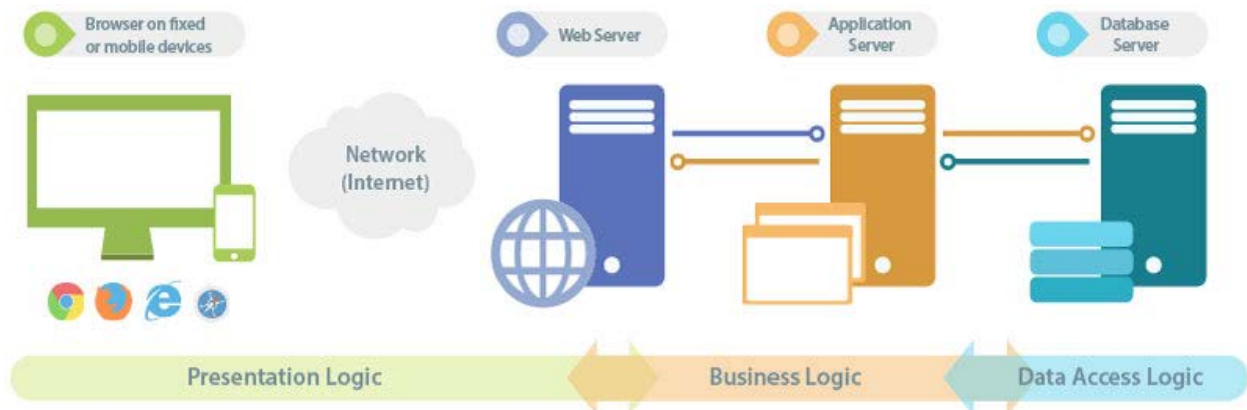 Browser on fixed
or mobile devices
Web Server
Application
Server
Database
Server
Network
(Internet)
Presentation Logic
Business Logic
Data Access Logic